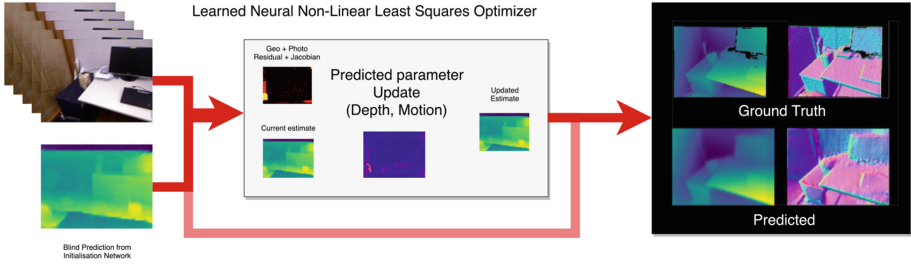 Learned Neural Non-Linear Least Squares Optimizer
Geo + Photo
Residual + Jacobian
Predicted parameter
Update
(Depth, Motion)
Updated
Estimate
Current estimate
Ground Truth
Predicted
Blind Prediction from
Initialisation Network